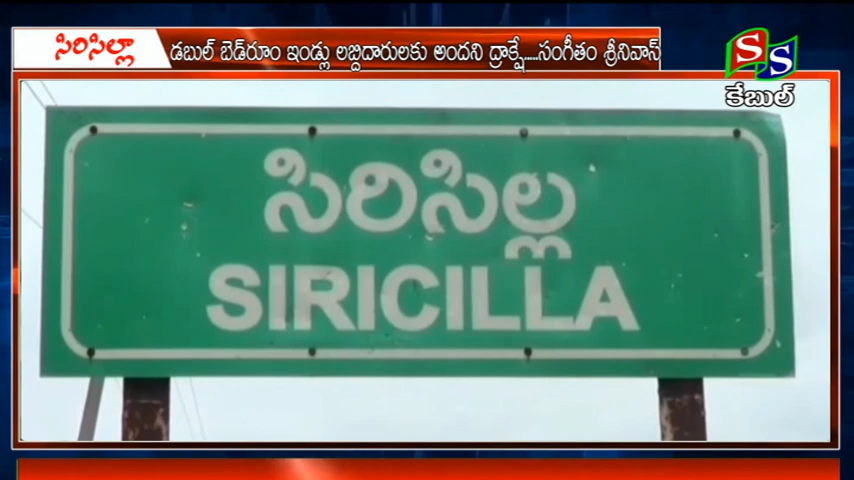 సిరిసిల్లా
డబుల్ బెడ్‌రూం ఇండ్లు లబ్దిదారులకు అందని ద్రాక్షే.....సంగీతం శ్రీనివాస్
SS
కేబుల్
సిరిసిల్ల
SIRICILLA